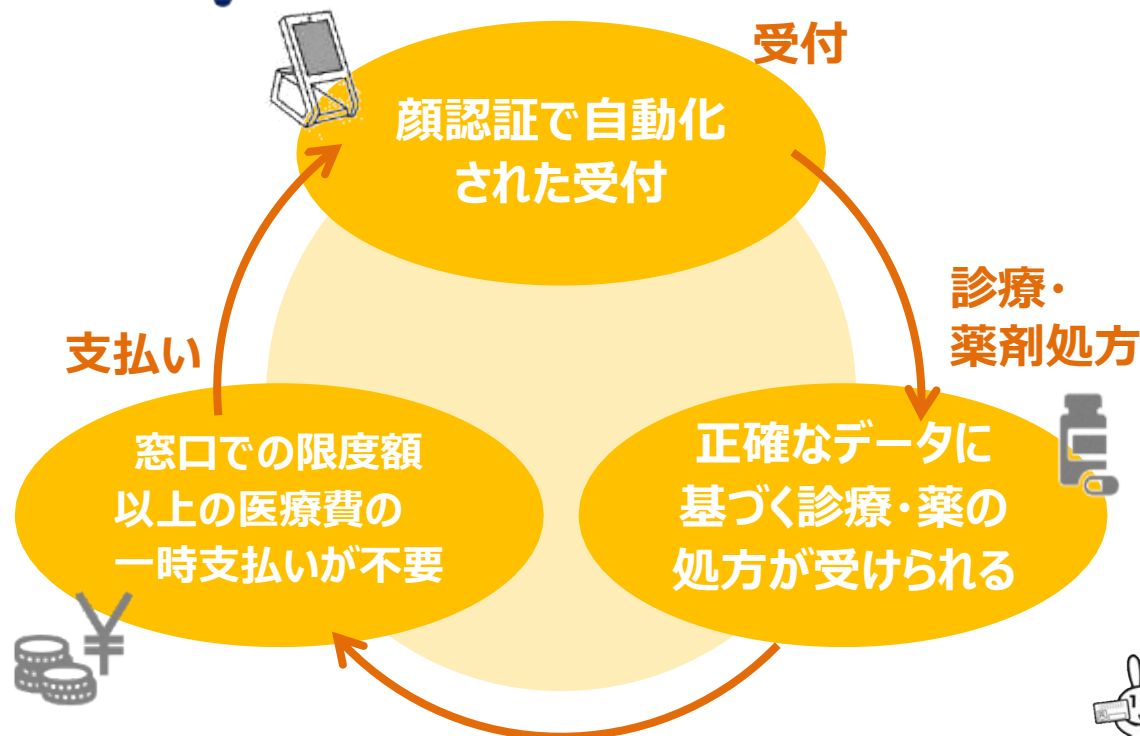 受付
顔認証で自動化
された受付
診療・
薬剤処方
正確なデータに
基づく診療・薬の
処方が受けられる
支払い
窓口での限度額
以上の医療費の
一時支払いが不要
¥